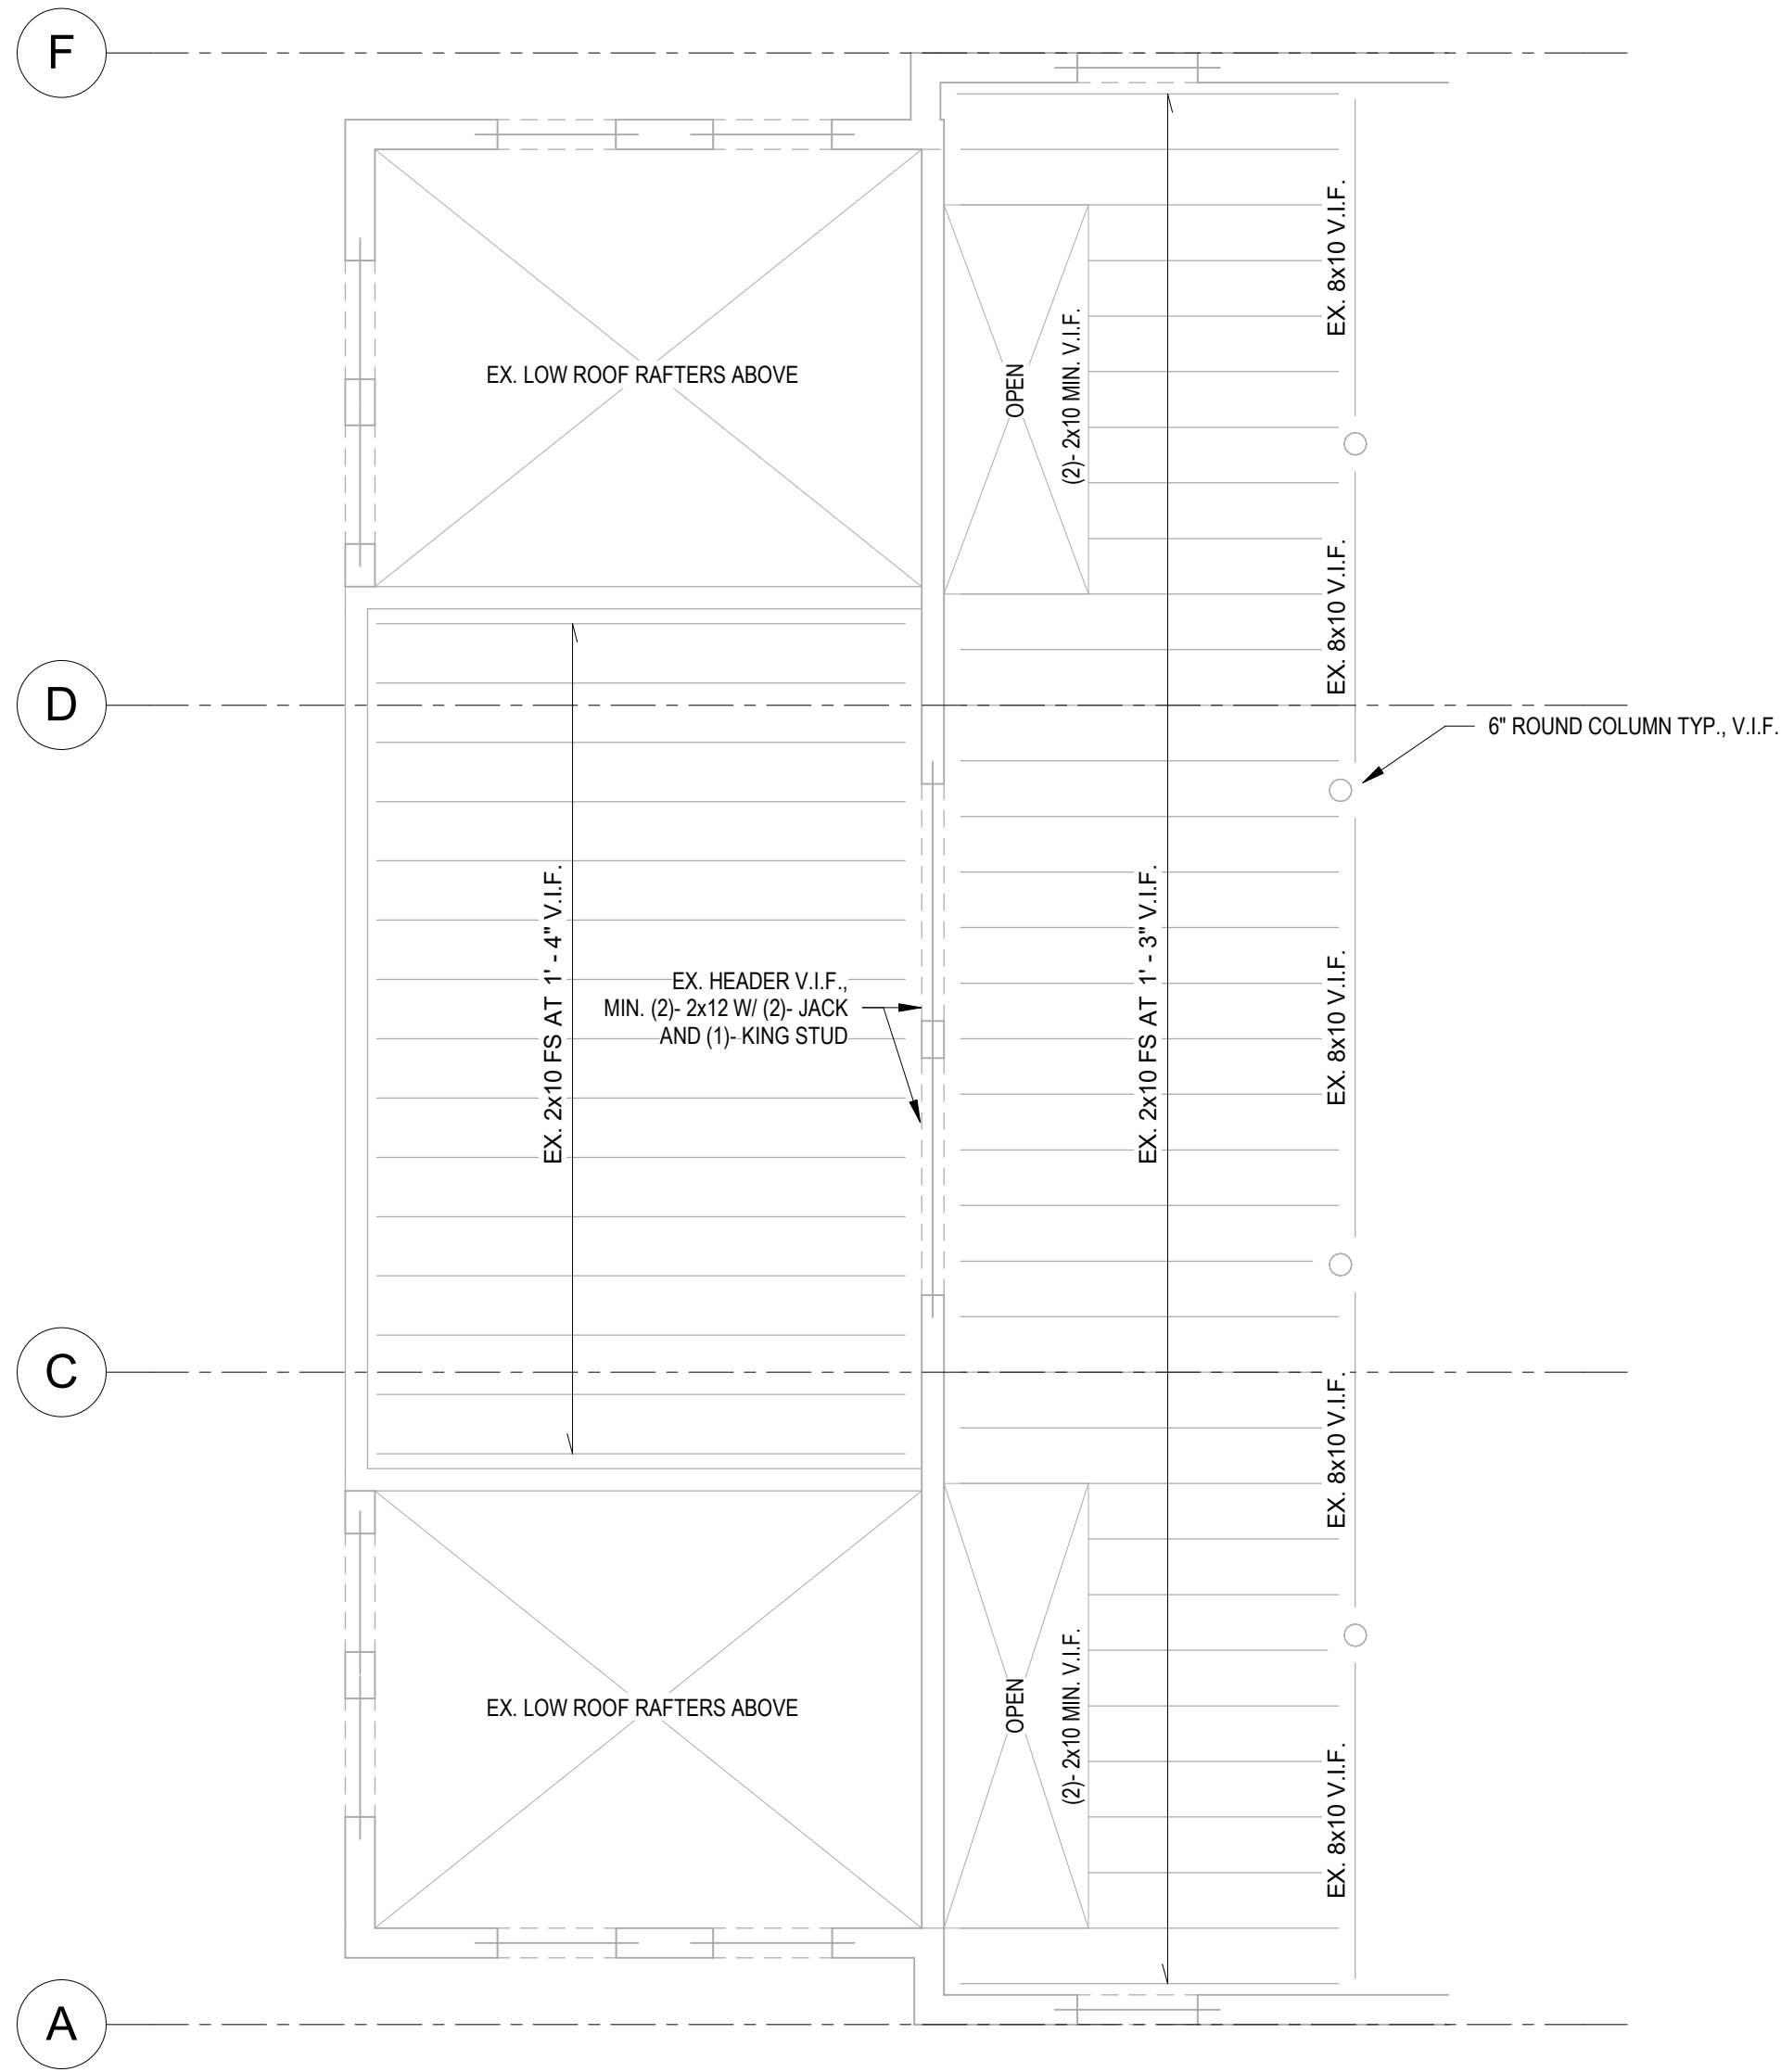 F
EX. 8x10 V.I.F.
EX. LOW ROOF RAFTERS ABOVE
OPEN
(2)- 2x10 MIN. V.I.F.
EX. 8x10 V.I.F.
D
6" ROUND COLUMN TYP., V.I.F.
EX. 2x10 FS AT 1' - 4" V.I.F.
EX. HEADER V.I.F.,
MIN. (2)- 2x12 W/ (2)- JACK
AND (1)- KING STUD
EX. 2x10 FS AT 1' - 3" V.I.F.
EX. 8x10 V.I.F.
C
EX. 8x10 V.I.F.
EX. LOW ROOF RAFTERS ABOVE
OPEN
(2)- 2x10 MIN. V.I.F.
EX. 8x10 V.I.F.
A